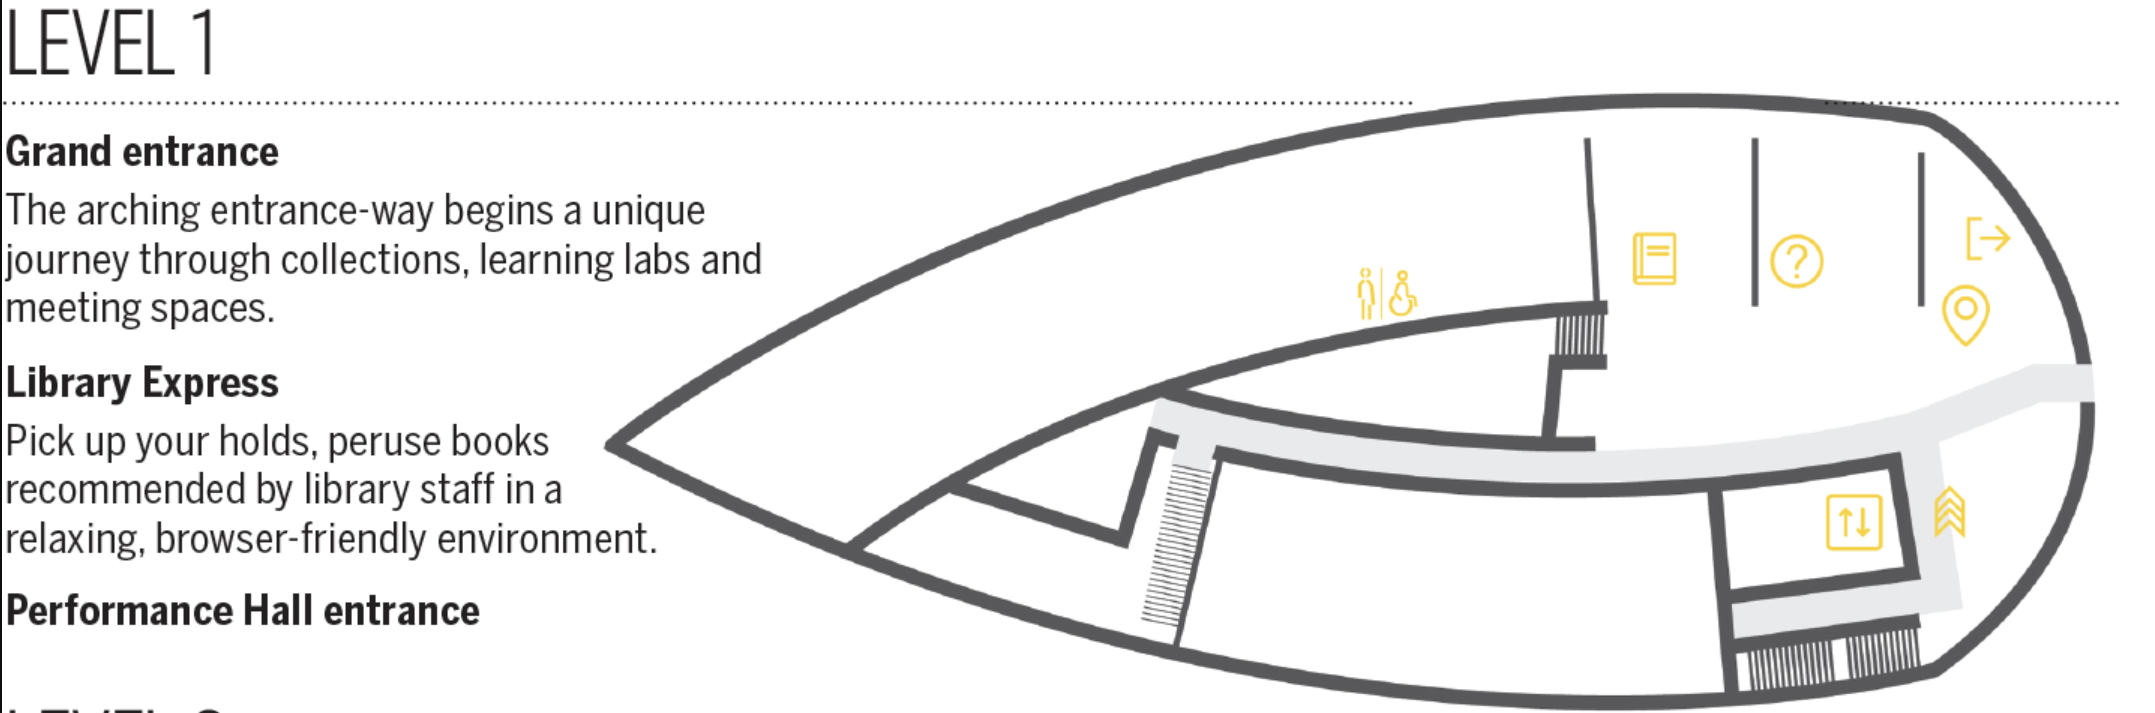 LEVEL 1
Grand entrance
The arching entrance-way begins a unique
journey through collections, learning labs and
meeting spaces.
Library Express
Pick up your holds, peruse books
recommended by library staff in a
relaxing, browser-friendly environment.
Performance Hall entrance
?